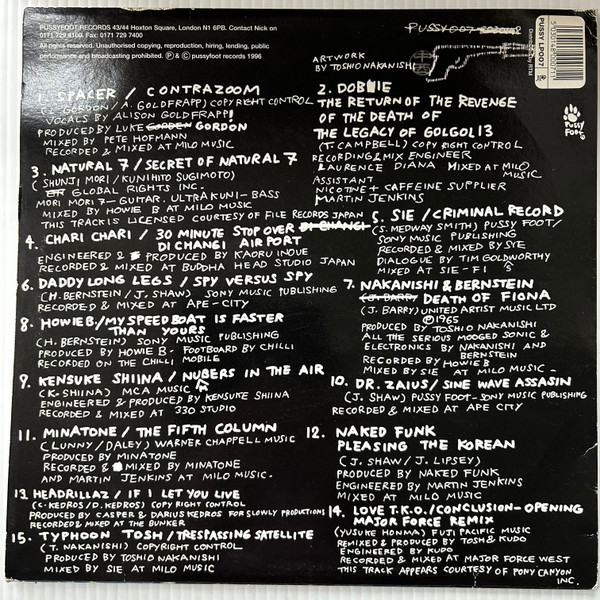 PUSSYFOOT RECORDS 43/44 Hoxton Square, London N1 6PB. Contact Nick on
0171 729 8100. Fax: 0171 729 7400
All rights reserved. Unauthorised copying, reproduction, hiring, lending, public
performance and broadcasting prohibited. Ⓟ & © pussyfoot records 1996
PUSSYOO7
ARTWORK
BY TOSHIO NAKANISHI
PUSSY LPOO7
Pussy
Foot
1. SPACER / CONTRAZOOM
(L. GORDON / A. GOLDFRAPP) COPYRIGHT CONTROL
VOCALS BY ALISON GOLDFRAPP!
PRODUCED BY LUKE GORDEN GORDON
MIXED BY PETE HOFMANN
RECORDED & MIXED AT MILO MUSIC
2. DOBIE
THE RETURN OF THE REVENGE
OF THE DEATH OF
THE LEGACY OF GOLGOL 13
(T. CAMPBELL) COPY RIGHT CONTROL
RECORDING & MIX ENGINEER
LAURENCE DIANA MIXED AT MILO
MUSIC
ASSISTANT
NICOTINE + CAFFEINE SUPPLIER
MARTIN JENKINS
3. NATURAL 7 / SECRET OF NATURAL 7
(SHUNJI MORI / KUNIHITO SUGIMOTO)
GLOBAL RIGHTS INC.
MORI MORI 7 - GUITAR. ULTRAKUNI - BASS
MIXED BY HOWIE B AT MILO MUSIC
THIS TRACK IS LICENSED COURTESY OF FILE RECORDS JAPAN
4. CHARI CHARI / 30 MINUTE STOP OVER DI CHANGI
DI CHANGI AIRPORT
ENGINEERED & PRODUCED BY KAORU INOUE
RECORDED & MIXED AT BUDDHA HEAD STUDIO JAPAN
5. SIE / CRIMINAL RECORD
(S. MEDWAY SMITH) PUSSY FOOT/
SONY MUSIC PUBLISHING
RECORDED & MIXED BY SYE
DIALOGUE BY TIM GOLDWORTHY
S
MIXED AT SIE-FI
6. DADDY LONG LEGS / SPY VERSUS SPY
(H. BERNSTEIN / J. SHAW) SONY MUSIC PUBLISHING
RECORDED & MIXED AT APE-CITY
7. NAKANISHI & BERNSTEIN
(J. BARRY) DEATH OF FIONA
(J. BARRY) UNITED ARTIST MUSIC LTD
©1965
PRODUCED BY TOSHIO NAKANISHI
ALL THE SERIOUS MOOGED SONIC &
ELECTRONICS BY NAKANISHI AND
BERNSTEIN
RECORDED BY HOWIE B
MIXED BY SIE AT MILO MUSIC -
8. HOWIE B / MY SPEEDBOAT IS FASTER
THAN YOURS
(H. BERNSTEIN) SONY MUSIC PUBLISHING
PRODUCED BY HOWIE B - FOOTBOARD BY CHILLI
RECORDED ON THE CHILLI MOBILE
9. KENSUKE SHIINA / NUBERS IN THE AIR
M
(K. SHIINA) MCA MUSIC
ENGINEERED & PRODUCED BY KENSUKE SHIINA
RECORDED & MIXED AT 330 STUDIO
10. DR. ZAIUS / SINE WAVE ASSASIN
(J. SHAW) PUSSY FOOT - SONY MUSIC PUBLISHING
RECORDED & MIXED AT APE CITY
11. MINATONE / THE FIFTH COLUMN
(LUNNY / DALEY) WARNER CHAPPELL MUSIC
PRODUCED BY MINATONE
RECORDED & MIXED BY MINATONE
AND MARTIN JENKINS AT MILO MUSIC.
12. NAKED FUNK
PLEASING THE KOREAN
(J. SHAW / J. LIPSEY)
PRODUCED BY NAKED FUNK
ENGINEERED BY MARTIN JENKINS
MIXED AT MILO MUSIC
13. HEADRILLAZ / IF I LET YOU LIVE
(C. KEDROS / D. KEDROS) COPY RIGHT CONTROL
PRODUCED BY CASPER & DARIUS KEDROS FOR SLOWLY PRODUCTIONS
RECORDED & MIXED AT THE BUNKER
14. LOVE T.K.O. / CONCLUSION - OPENING
MAJOR FORCE REMIX
(YUSUKE HONMA) FUJI PACIFIC MUSIC
REMIXED & PRODUCED BY TOSH & KUDO
ENGINEERED BY KUDO
RECORDED & MIXED AT MAJOR FORCE WEST
THIS TRACK APPEARS COURTESY OF PONY CANYON
INC.
15. TYPHOON TOSH / TRESPASSING SATELLITE
(T. NAKANISHI) COPYRIGHT CONTROL
PRODUCED BY TOSHIO NAKANISHI
MIXED BY SIE AT MILO MUSIC